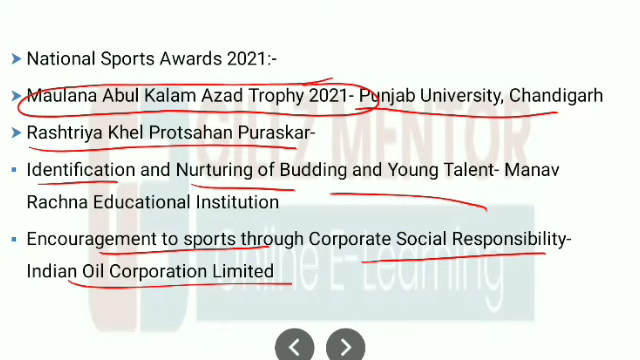 National Sports Awards 2021:-
Maulana Abul Kalam Azad Trophy 2021- Punjab University, Chandigarh
Rashtriya Khel Protsahan Puraskar-
Identification and Nurturing of Budding and Young Talent- Manav
Rachna Educational Institution
Encouragement to sports through Corporate Social Responsibility-
Indian Oil Corporation Limited
Online E-Learning